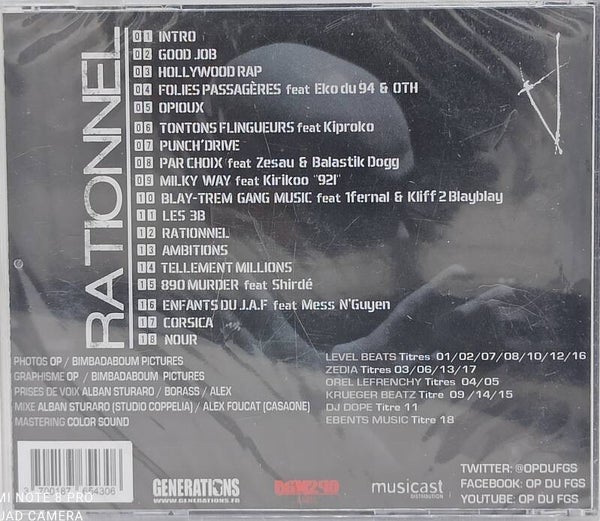 RATIONNEL
01 INTRO
02 GOOD JOB
03 HOLLYWOOD RAP
04 FOLIES PASSAGÈRES feat Eko du 94 & OTH
05 OPIOUX
06 TONTONS FLINGUEURS feat Kiproko
07 PUNCH'DRIVE
08 PAR CHOIX feat Zesau & Balastik Dogg
09 MILKY WAY feat Kirikoo "92I"
10 BLAY-TREM GANG MUSIC feat 1fernal & Kliff 2 Blayblay
11 LES 3B
12 RATIONNEL
13 AMBITIONS
14 TELLEMENT MILLIONS
15 890 MURDER feat Shirdé
16 ENFANTS DU J.A.F feat Mess N'Guyen
17 CORSICA
18 NOUR
PHOTOS OP / BIMBADABOUM PICTURES
GRAPHISME OP / BIMBADABOUM PICTURES
PRISES DE VOIX ALBAN STURARO / BORASS / ALEX
MIXE ALBAN STURARO (STUDIO COPPELIA) / ALEX FOUCAT (CASAONE)
MASTERING COLOR SOUND
LEVEL BEATS Titres 01/02/07/08/10/12/16
ZEDIA Titres 03/06/13/17
OREL LEFRENCHY Titres 04/05
KRUEGER BEATZ Titre 09 /14/15
DJ DOPE Titre 11
EBENTS MUSIC Titre 18
GENERATIONS
WWW.GENERATIONS.FR
musicast
DISTRIBUTION
TWITTER: @OPDUFGS
FACEBOOK: OP DU FGS
YOUTUBE: OP DU FGS
MI NOTE 8 PRO
UAD CAMERA